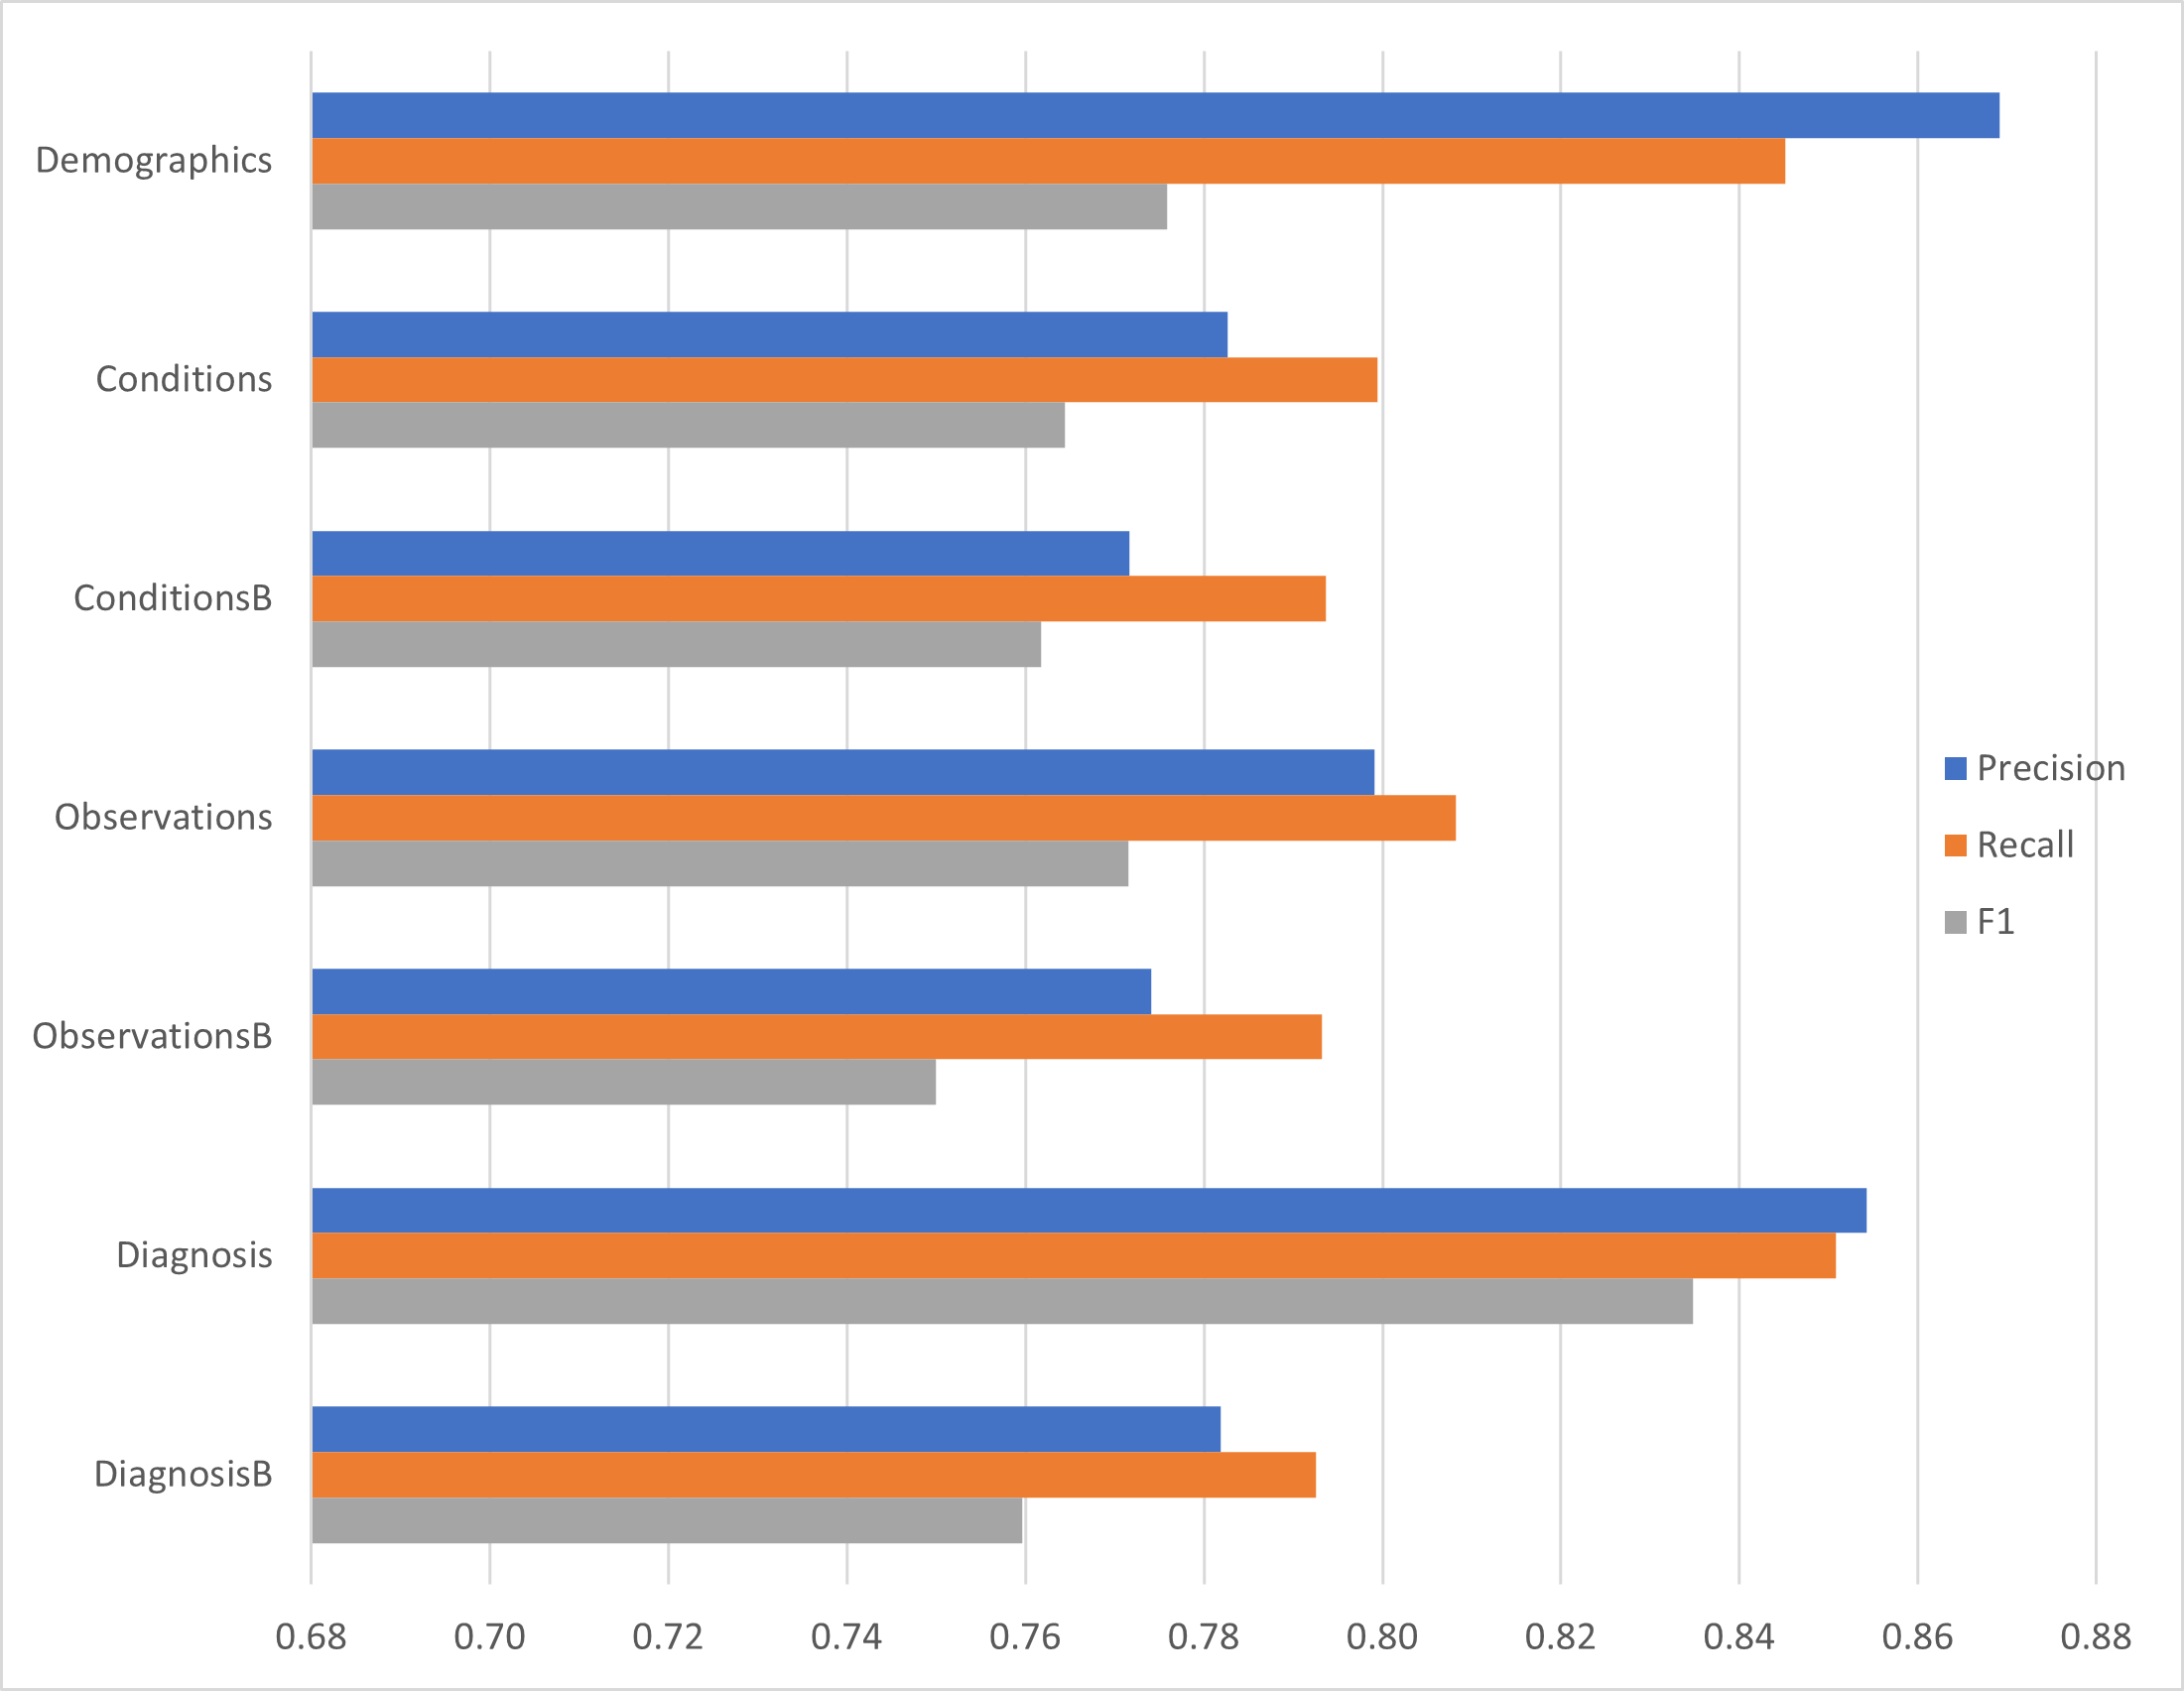 Demographics
Conditions
ConditionsB
Observations
ObservationsB
Diagnosis
DiagnosisB
Precision
Recall
F1
0.68 0.70 0.72 0.74 0.76 0.78 0.80 0.82 0.84 0.86 0.88